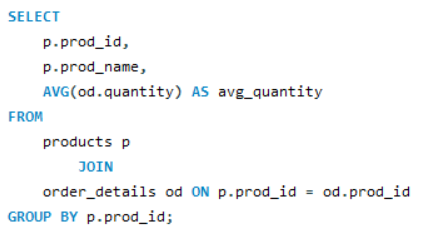 SELECT
p.prod_id,
p.prod_name,
AVG(od.quantity) AS avg_quantity
FROM
products p
JOIN
order_details od ON p.prod_id = od.prod_id
GROUP BY p.prod_id;